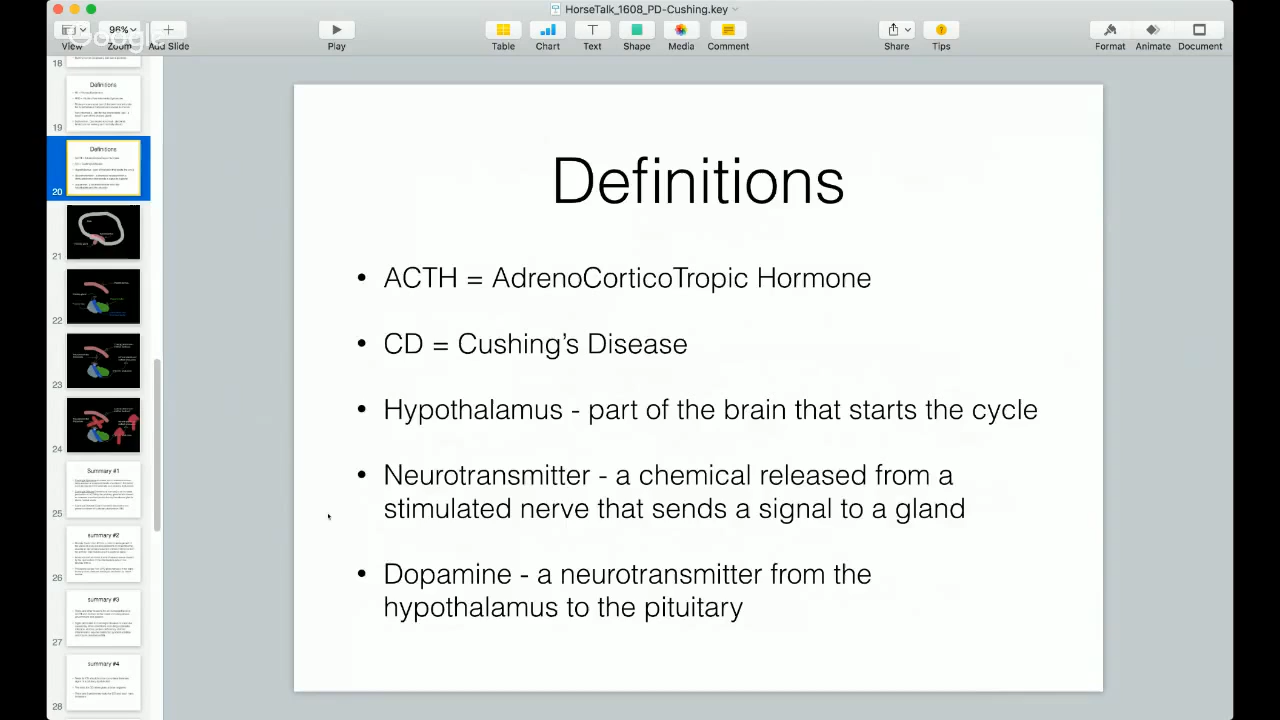 HorseTalk_1608_PD-Cushing.key
Google
96%
View Zoom Add Slide Play Table Chart Text Shape Media Comment Share Tips Format Animate Document
18
Definitions
19
Definitions
20
21
22
23
24
Summary #1
25
summary #2
26
summary #3
27
summary #4
28
Definitions
• ACTH = AdrenoCorticoTropic Hormone
• CD = Cushing’s Disease
• Hypothalamus - part of the brain that starts the cycle
• Neurotransmitter - a chemical released from a
stimulated nerve that sends a signal to a gland
• Dopamine - a neurotransmitter from the
hypothalamus to the pituitary